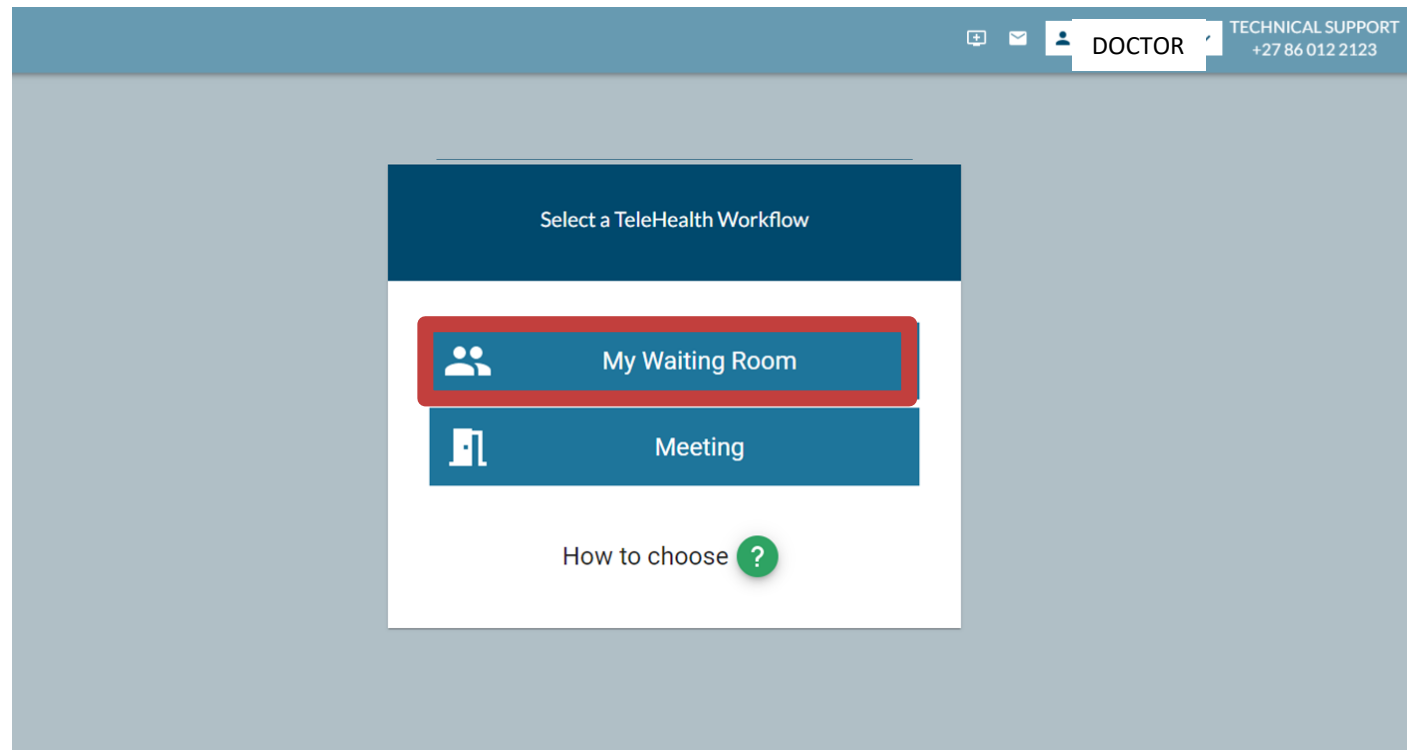 DOCTOR
TECHNICAL SUPPORT
+27 86 012 2123
Select a TeleHealth Workflow
My Waiting Room
Meeting
How to choose ?